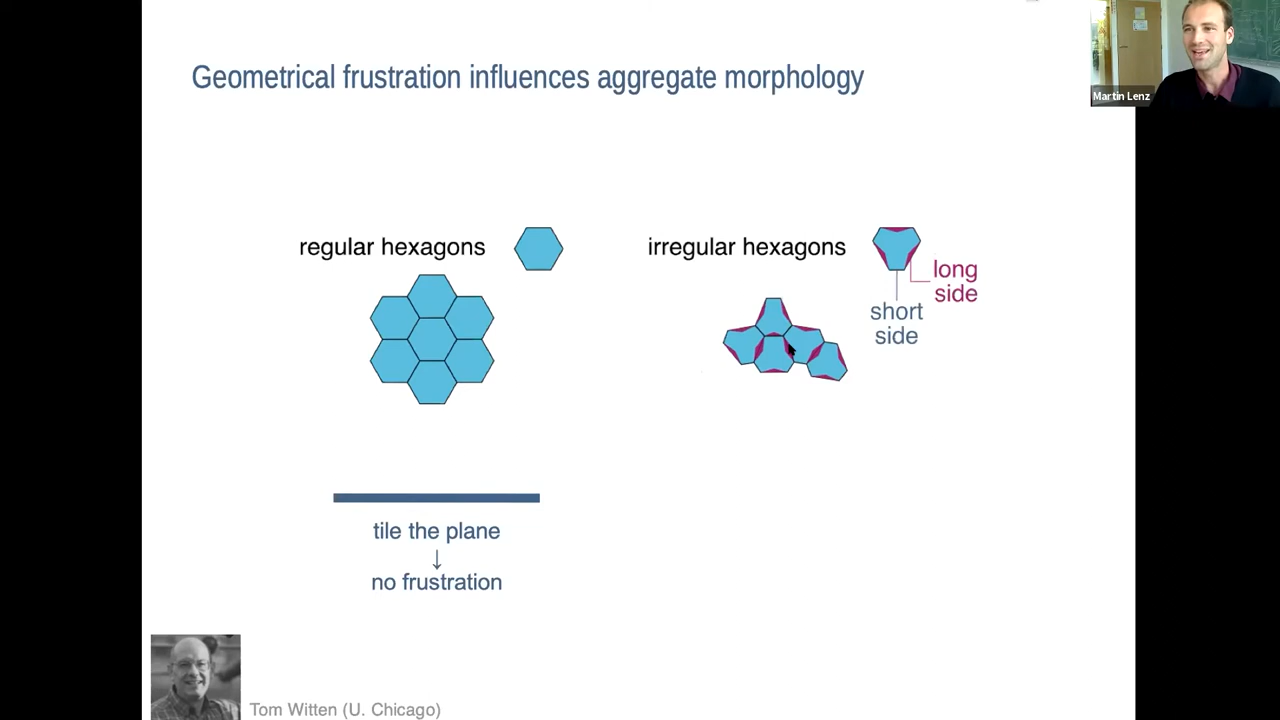 Martin Lenz
Geometrical frustration influences aggregate morphology
regular hexagons
irregular hexagons
long
side
short
side
tile the plane
↓
no frustration
Tom Witten (U. Chicago)